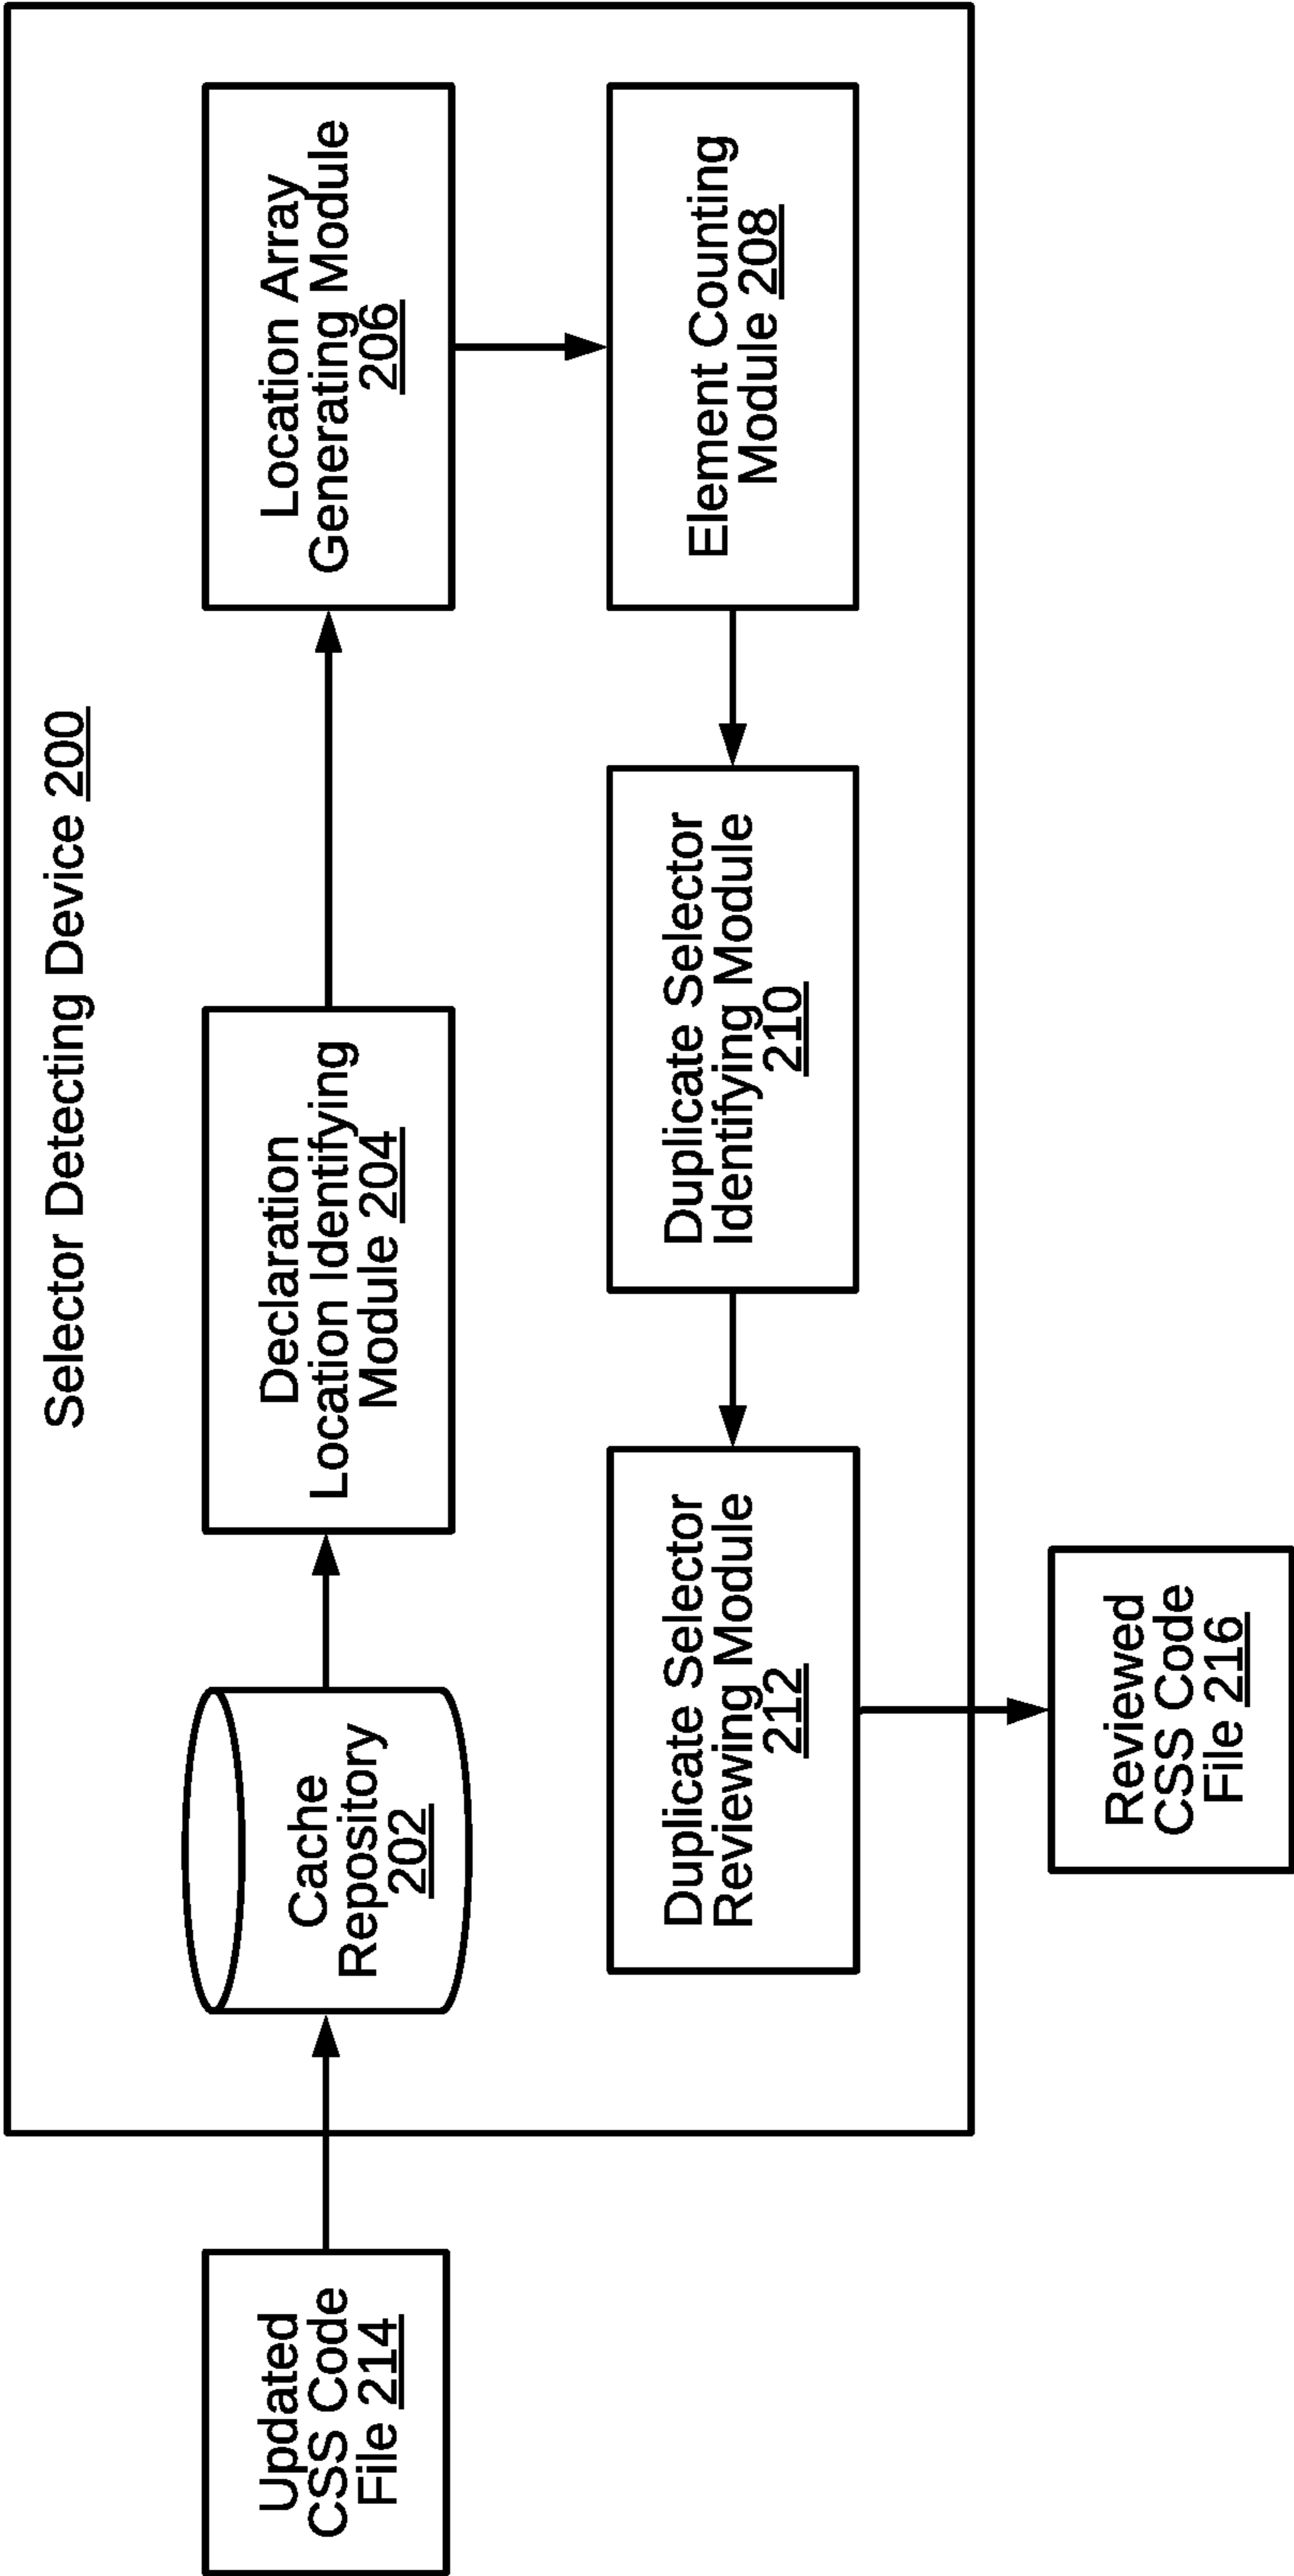 Selector Detecting Device 200
Updated
CSS Code
File 214
Cache
Repository
202
Declaration
Location Identifying
Module 204
Location Array
Generating Module
206
Duplicate Selector
Reviewing Module
212
Duplicate Selector
Identifying Module
210
Element Counting
Module 208
Reviewed
CSS Code
File 216